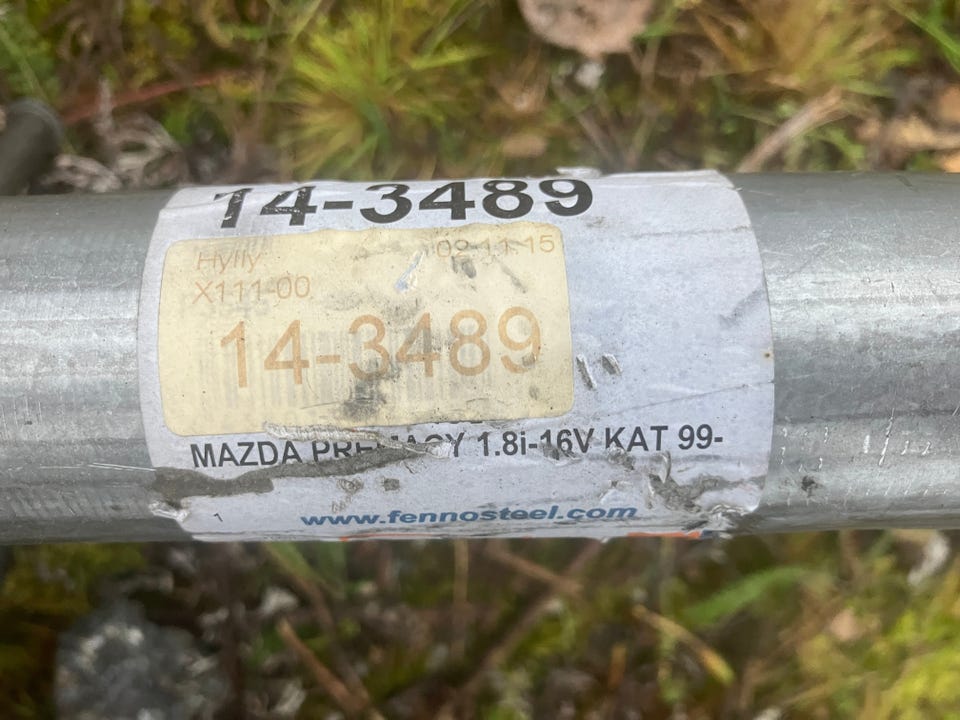 14-3489
Hylly 02-11-15
X111-00
14-3489
MAZDA PREMACY 1.8i-16V KAT 99-
www.fennosteel.com